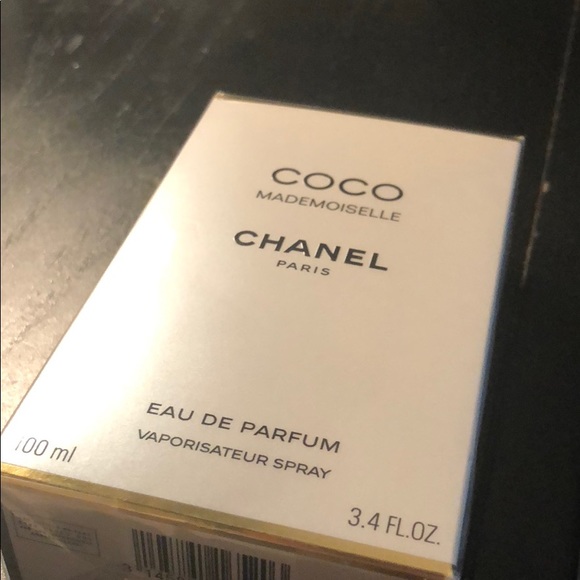 COCO
MADEMOISELLE
CHANEL
PARIS
EAU DE PARFUM
VAPORISATEUR SPRAY
100 ml
3.4 FL.OZ.